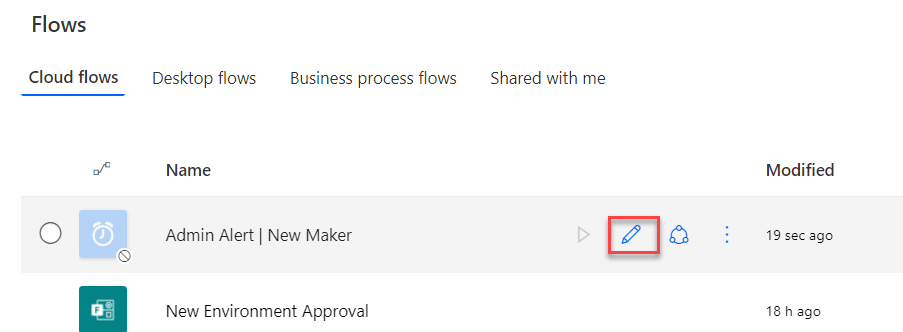 Flows
Cloud flows Desktop flows Business process flows Shared with me
Name Modified
Admin Alert | New Maker 19 sec ago
New Environment Approval 18 h ago